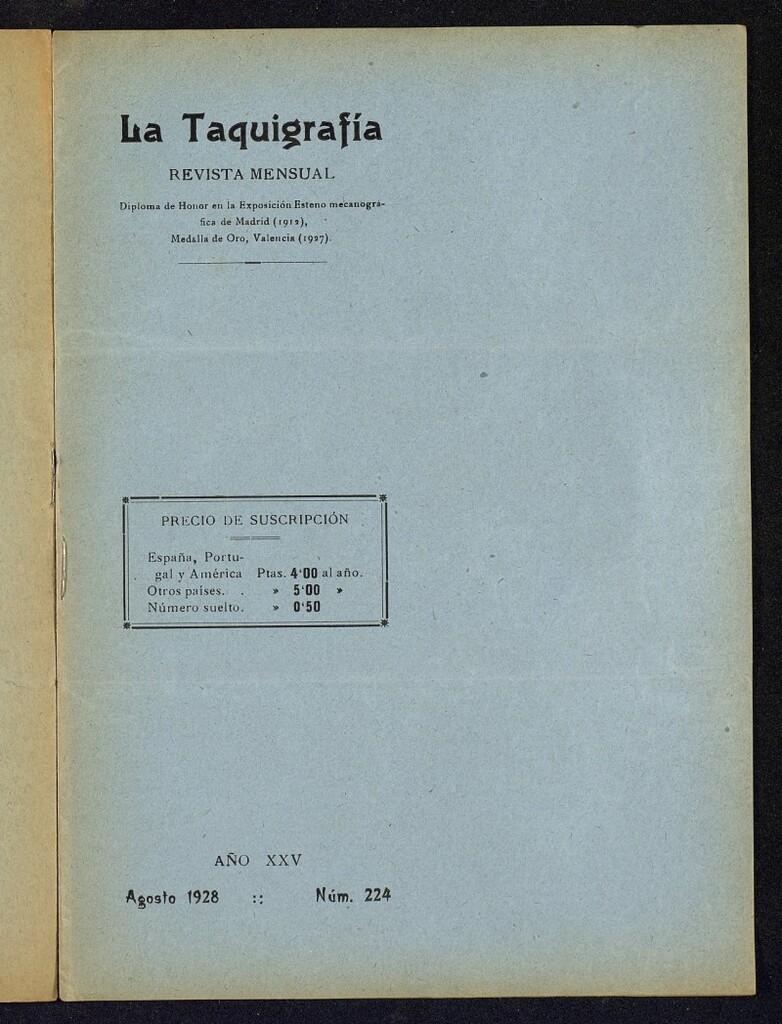 La Taquigrafía
REVISTA MENSUAL
Diploma de Honor en la Exposición Esteno mecanográ-
fica de Madrid (1912),
Medalla de Oro, Valencia (1927).
PRECIO DE SUSCRIPCIÓN
España, Portu-
gal y América Ptas. 4'00 al año.
Otros países. . » 5'00 »
Número suelto. » 0'50
AÑO XXV
Agosto 1928 :: Núm. 224